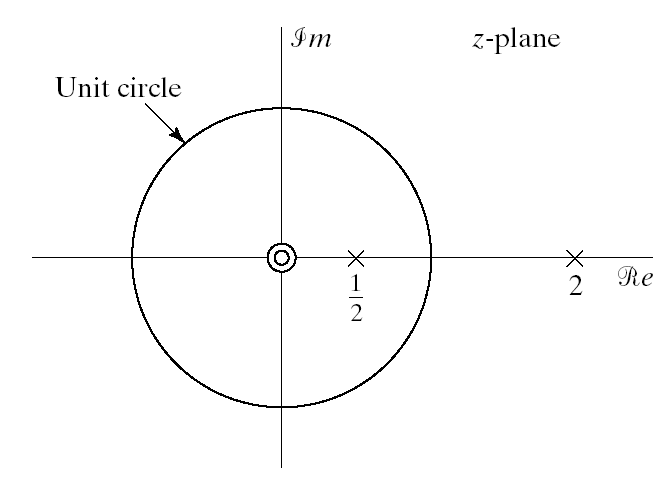 ℐm
z-plane
Unit circle
1/2
2
ℛe